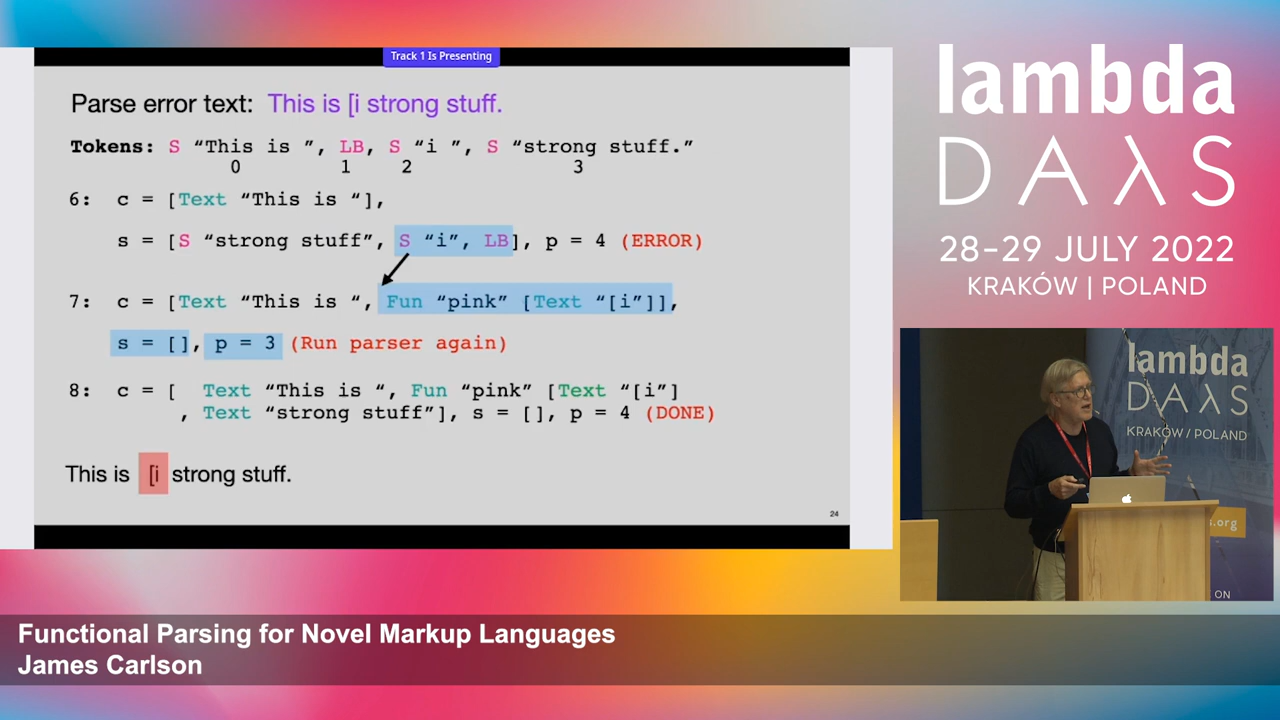 Track 1 Is Presenting
Parse error text: This is [i strong stuff.
Tokens: S “This is ”, LB, S “i ”, S “strong stuff.”
0 1 2 3
6: c = [Text “This is “],
s = [S “strong stuff”, S “i”, LB], p = 4 (ERROR)
7: c = [Text “This is “, Fun “pink” [Text “[i”]],
s = [], p = 3 (Run parser again)
8: c = [ Text “This is “, Fun “pink” [Text “[i”]
, Text “strong stuff”], s = [], p = 4 (DONE)
This is [i strong stuff.
24
lambda
DAλS
28–29 JULY 2022
KRAKÓW | POLAND
lambda
DAλS
KRAKÓW / POLAND
s.org
ON
Functional Parsing for Novel Markup Languages
James Carlson